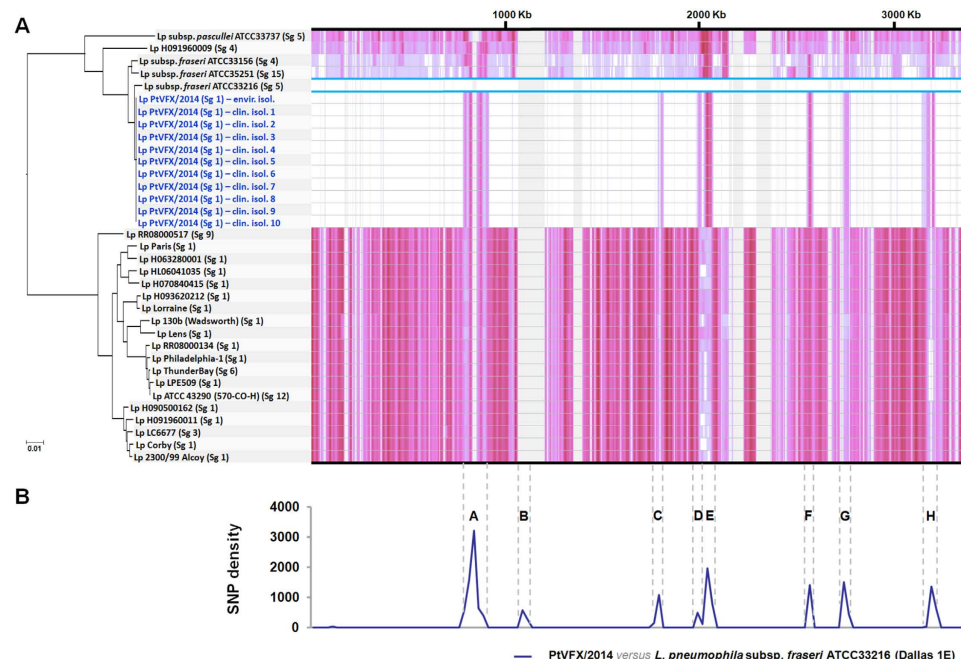 A
1000 Kb 2000 Kb 3000 Kb
Lp subsp. pascullei ATCC33737 (Sg 5)
Lp H091960009 (Sg 4)
Lp subsp. fraseri ATCC33156 (Sg 4)
Lp subsp. fraseri ATCC35251 (Sg 15)
Lp subsp. fraseri ATCC33216 (Sg 5)
Lp PtVFX/2014 (Sg 1) – envir. isol.
Lp PtVFX/2014 (Sg 1) – clin. isol. 1
Lp PtVFX/2014 (Sg 1) – clin. isol. 2
Lp PtVFX/2014 (Sg 1) – clin. isol. 3
Lp PtVFX/2014 (Sg 1) – clin. isol. 4
Lp PtVFX/2014 (Sg 1) – clin. isol. 5
Lp PtVFX/2014 (Sg 1) – clin. isol. 6
Lp PtVFX/2014 (Sg 1) – clin. isol. 7
Lp PtVFX/2014 (Sg 1) – clin. isol. 8
Lp PtVFX/2014 (Sg 1) – clin. isol. 9
Lp PtVFX/2014 (Sg 1) – clin. isol. 10
Lp RR08000517 (Sg 9)
Lp Paris (Sg 1)
Lp H063280001 (Sg 1)
Lp HL06041035 (Sg 1)
Lp H070840415 (Sg 1)
Lp H093620212 (Sg 1)
Lp Lorraine (Sg 1)
Lp 130b (Wadsworth) (Sg 1)
Lp Lens (Sg 1)
Lp RR08000134 (Sg 1)
Lp Philadelphia-1 (Sg 1)
Lp ThunderBay (Sg 6)
Lp LPE509 (Sg 1)
Lp ATCC 43290 (570-CO-H) (Sg 12)
Lp H090500162 (Sg 1)
Lp H091960011 (Sg 1)
Lp LC6677 (Sg 3)
Lp Corby (Sg 1)
Lp 2300/99 Alcoy (Sg 1)
0.01
B
SNP density
4000
3000
2000
1000
0
A B C D E F G H
PtVFX/2014 versus L. pneumophila subsp. fraseri ATCC33216 (Dallas 1E)